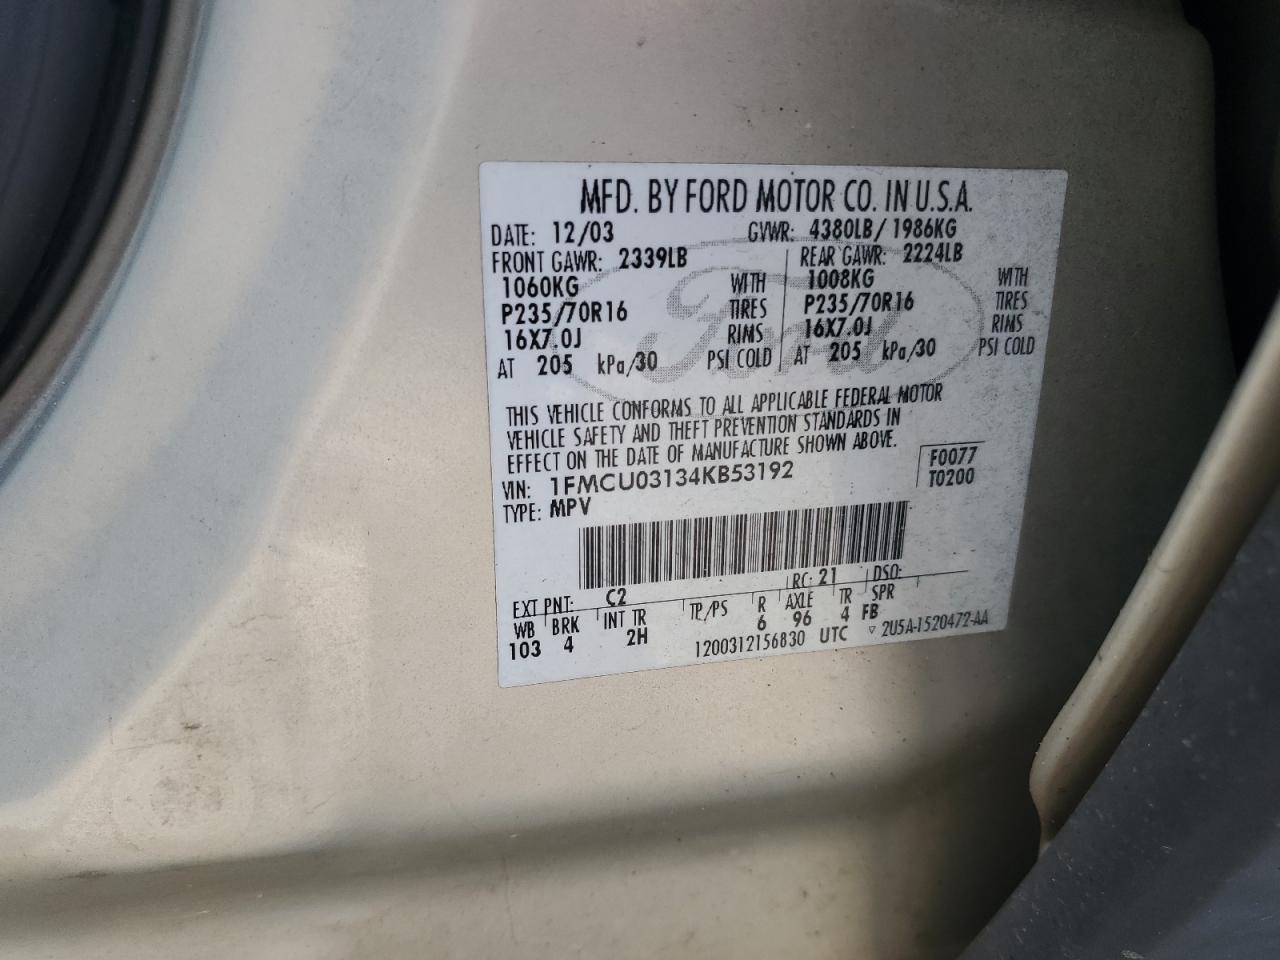 MFD. BY FORD MOTOR CO. IN U.S.A.
DATE: 12/03 GVWR: 4380LB/1986KG
FRONT GAWR: 2339LB REAR GAWR: 2224LB
1060KG WITH 1008KG WITH
P235/70R16 TIRES P235/70R16 TIRES
16X7.0J RIMS 16X7.0J RIMS
AT 205 kPa/30 PSI COLD AT 205 kPa/30 PSI COLD
Ford
THIS VEHICLE CONFORMS TO ALL APPLICABLE FEDERAL MOTOR
VEHICLE SAFETY AND THEFT PREVENTION STANDARDS IN
EFFECT ON THE DATE OF MANUFACTURE SHOWN ABOVE.
VIN: 1FMCU03134KB53192 F0077
TYPE: MPV T0200
EXT PNT: C2 RC: 21 DSO:
WB BRK INT TR TP/PS R AXLE TR SPR
103 4 2H 6 96 4 FB
1200312156830 UTC ▽ 2U5A-1520472-AA